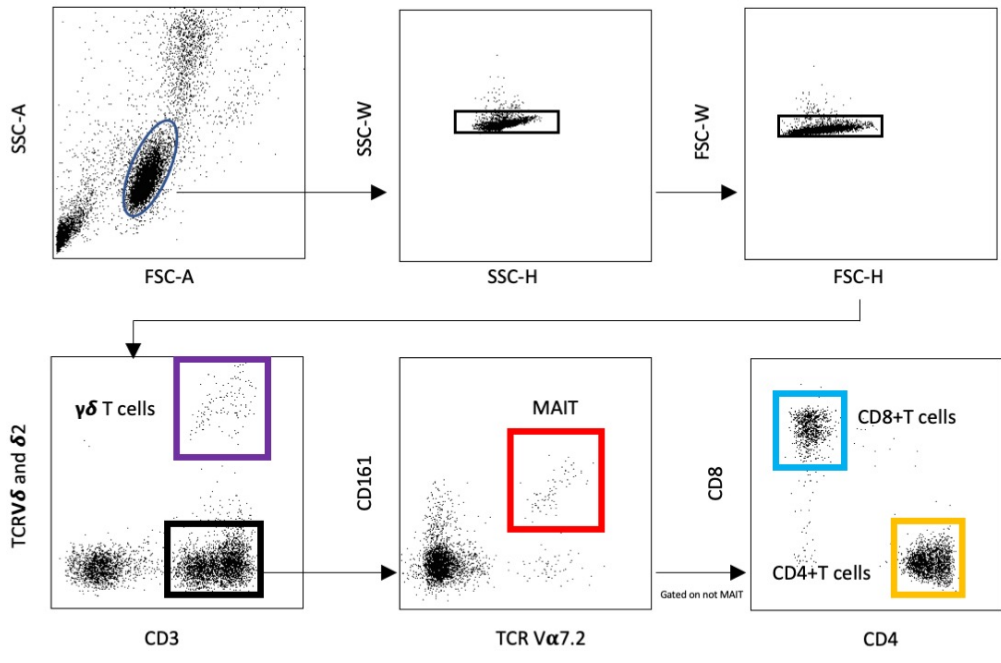 SSC-A
FSC-A
SSC-W
SSC-H
FSC-W
FSC-H
TCRVδ and δ2
γδ T cells
CD3
CD161
MAIT
TCR Vα7.2
Gated on not MAIT
CD8
CD8+T cells
CD4+T cells
CD4